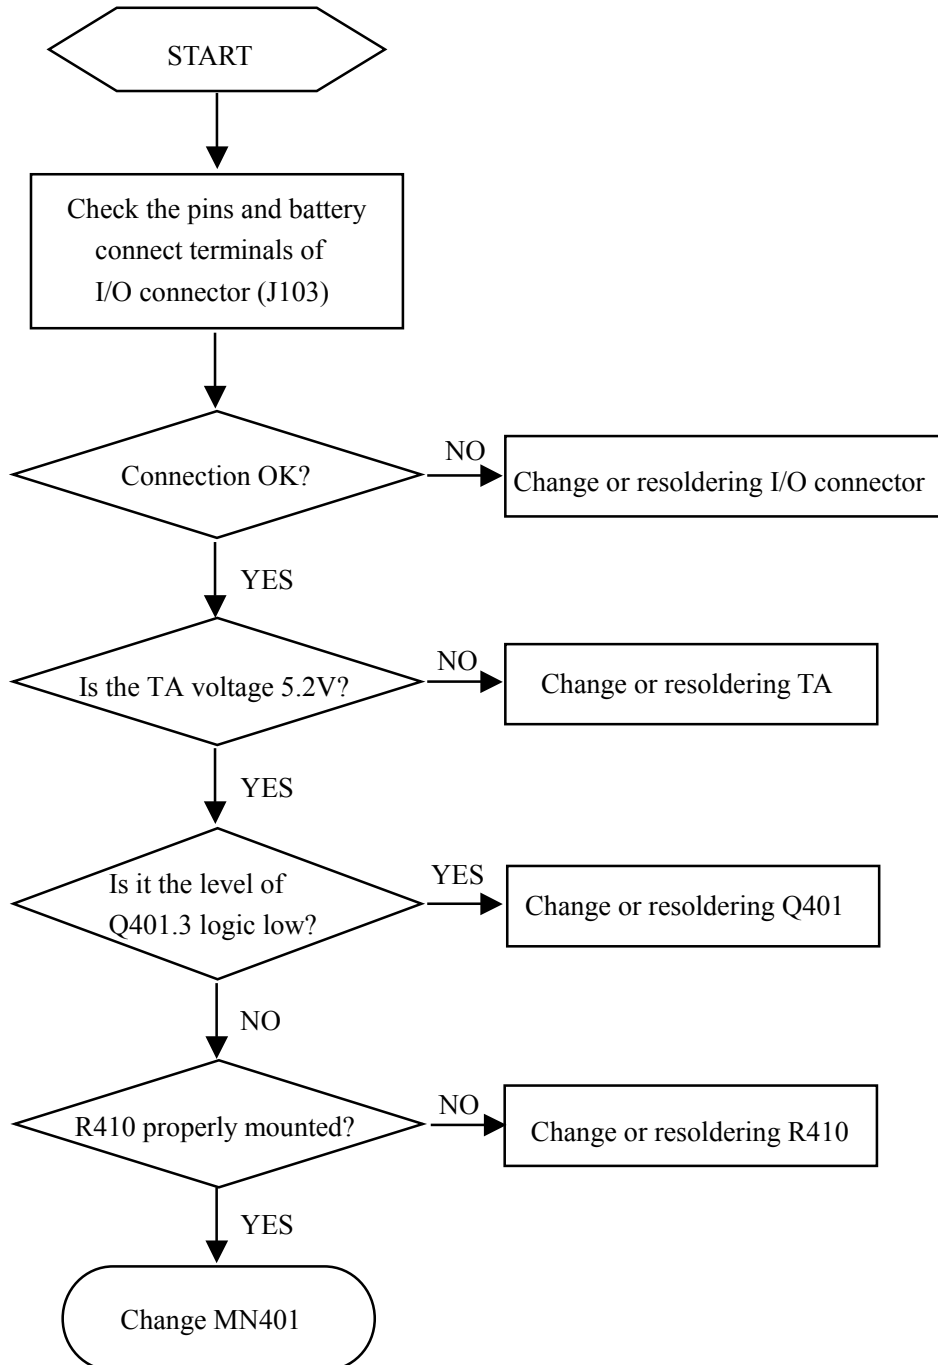 START
Check the pins and battery
connect terminals of
I/O connector (J103)
Connection OK?
NO
Change or resoldering I/O connector
YES
Is the TA voltage 5.2V?
NO
Change or resoldering TA
YES
Is it the level of
Q401.3 logic low?
YES
Change or resoldering Q401
NO
R410 properly mounted?
NO
Change or resoldering R410
YES
Change MN401